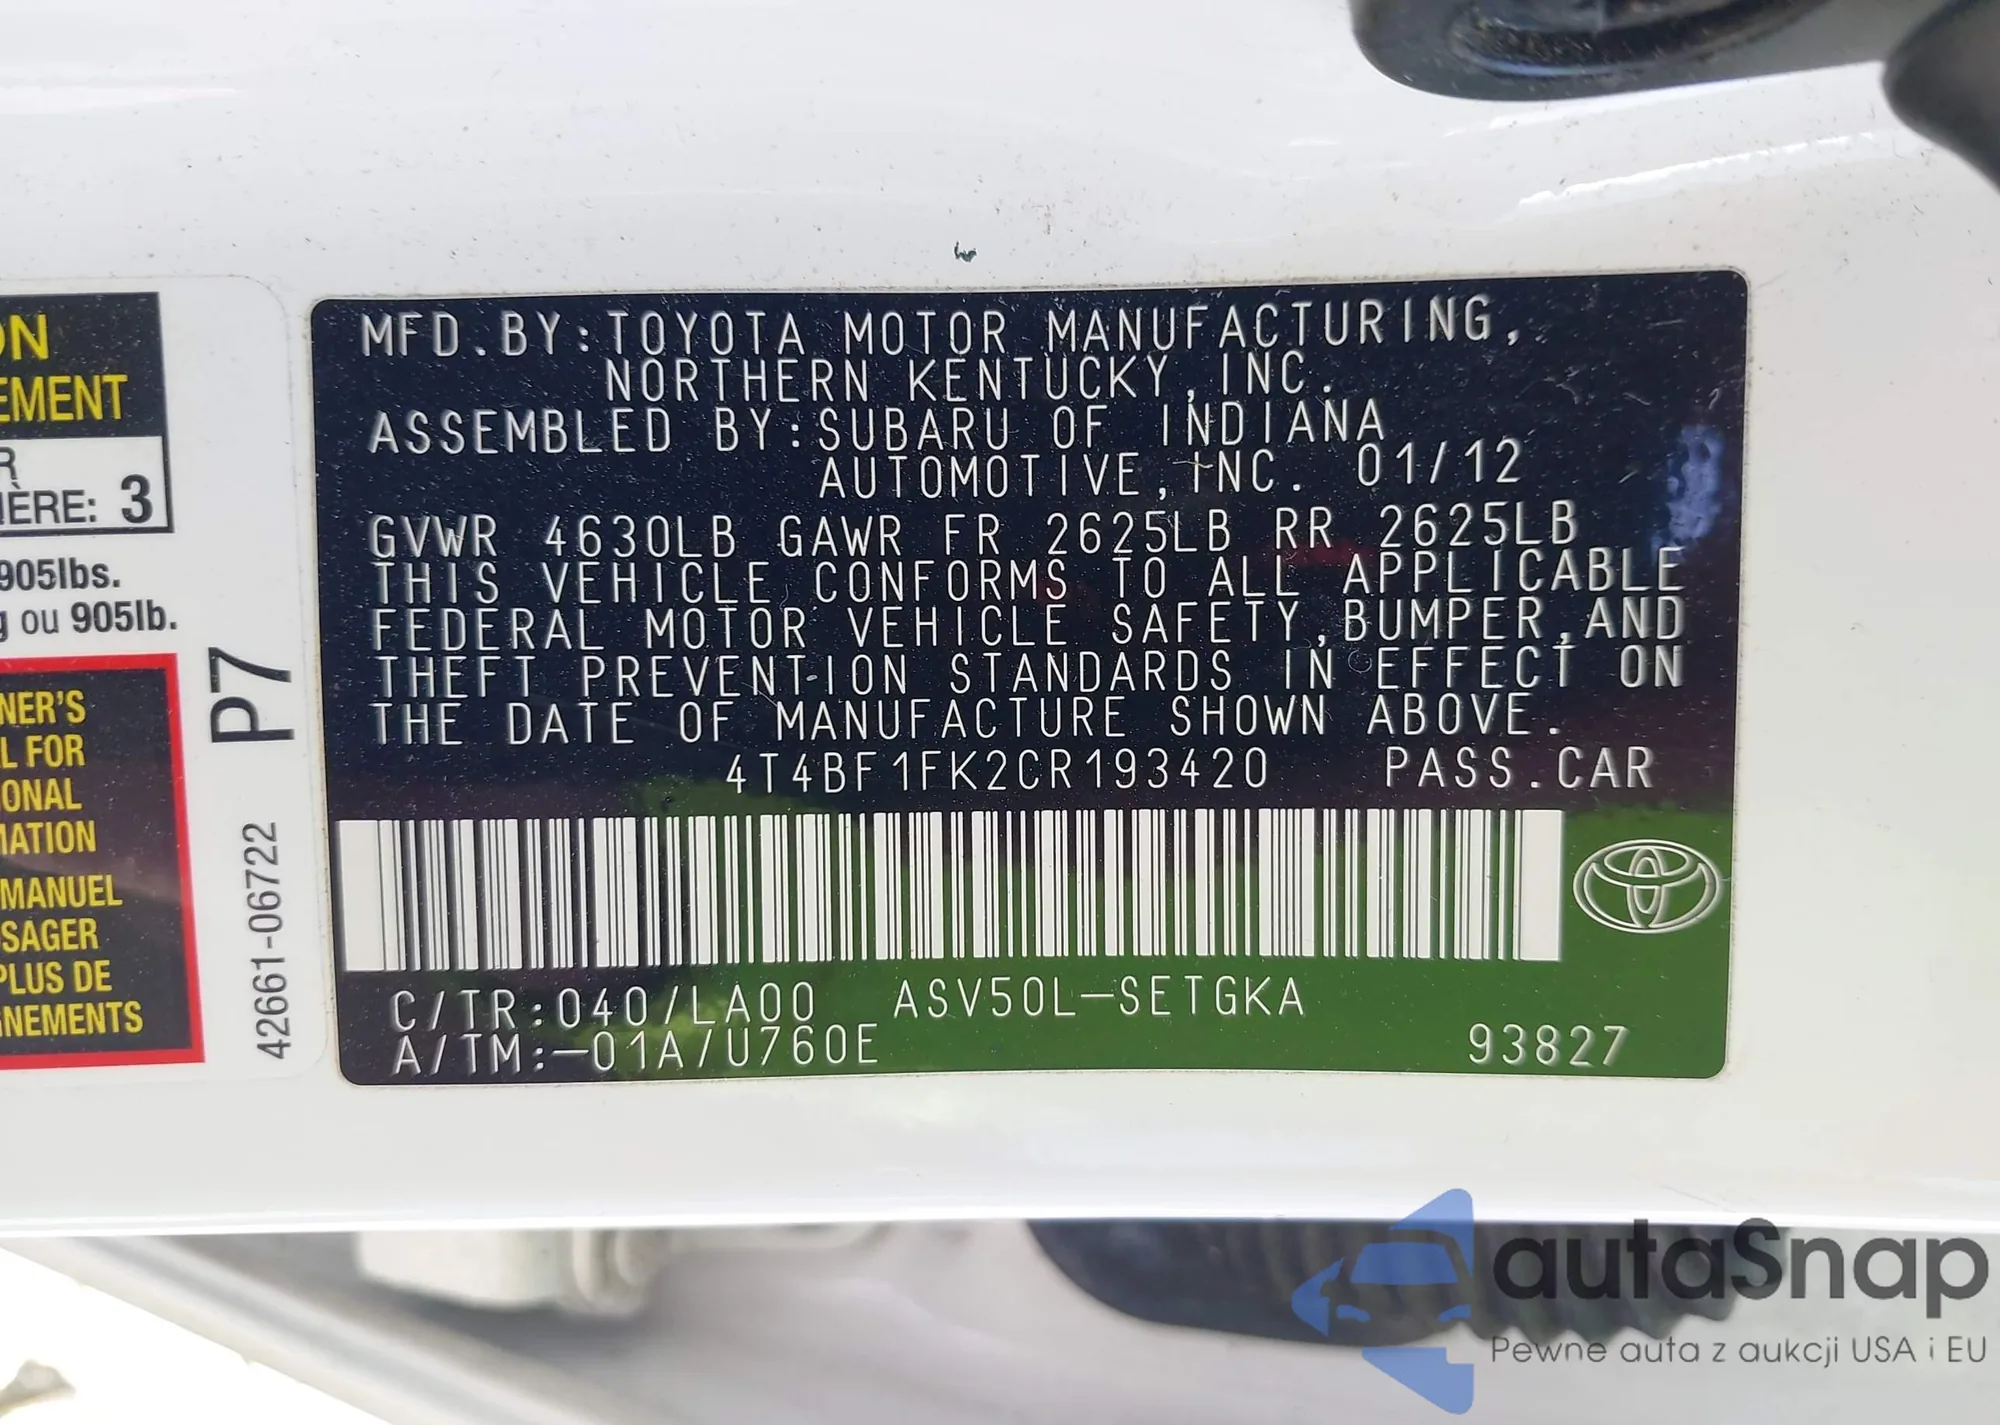 ON
EMENT
R
IÈRE: 3
905lbs.
g ou 905lb.
NER'S
L FOR
ONAL
MATION
MANUEL
SAGER
PLUS DE
GNEMENTS
P7
42661-06722
MFD.BY:TOYOTA MOTOR MANUFACTURING,
NORTHERN KENTUCKY,INC.
ASSEMBLED BY:SUBARU OF INDIANA
AUTOMOTIVE,INC. 01/12
GVWR 4630LB GAWR FR 2625LB RR 2625LB
THIS VEHICLE CONFORMS TO ALL APPLICABLE
FEDERAL MOTOR VEHICLE SAFETY,BUMPER,AND
THEFT PREVENTION STANDARDS IN EFFECT ON
THE DATE OF MANUFACTURE SHOWN ABOVE.
4T4BF1FK2CR193420 PASS.CAR
C/TR:040/LA00 ASV50L-SETGKA
A/TM:-01A/U760E 93827
autaSnap
Pewne auta z aukcji USA i EU